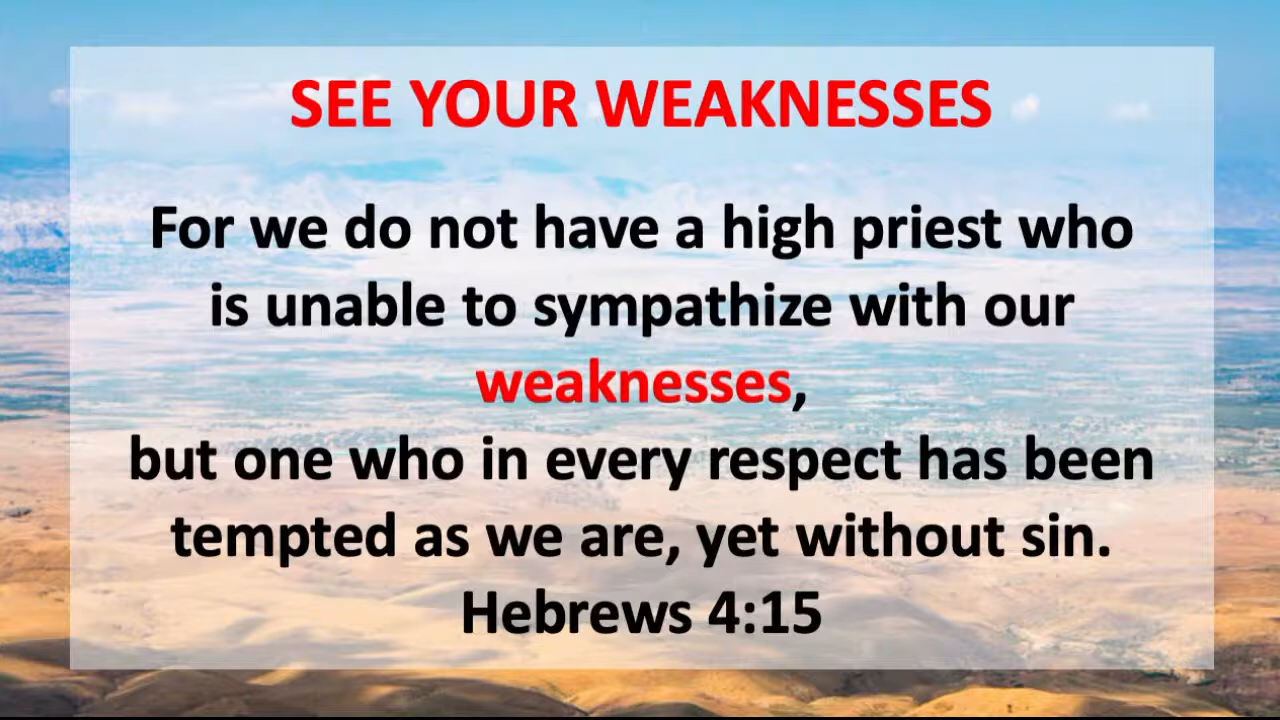 SEE YOUR WEAKNESSES
For we do not have a high priest who
is unable to sympathize with our
weaknesses,
but one who in every respect has been
tempted as we are, yet without sin.
Hebrews 4:15